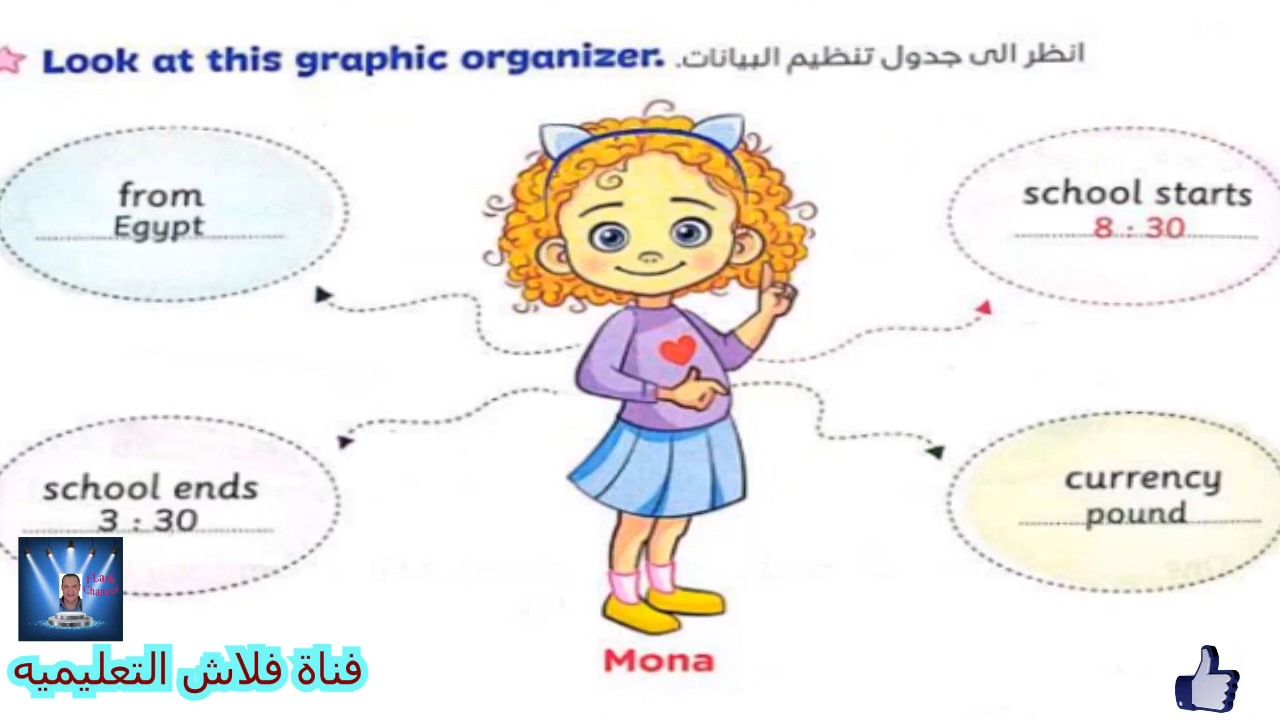 Look at this graphic organizer. انظر الى جدول تنظيم البيانات.
from
Egypt
school starts
8 : 30
school ends
3 : 30
currency
pound
Mona
Flash
فناة فلاش التعليميه